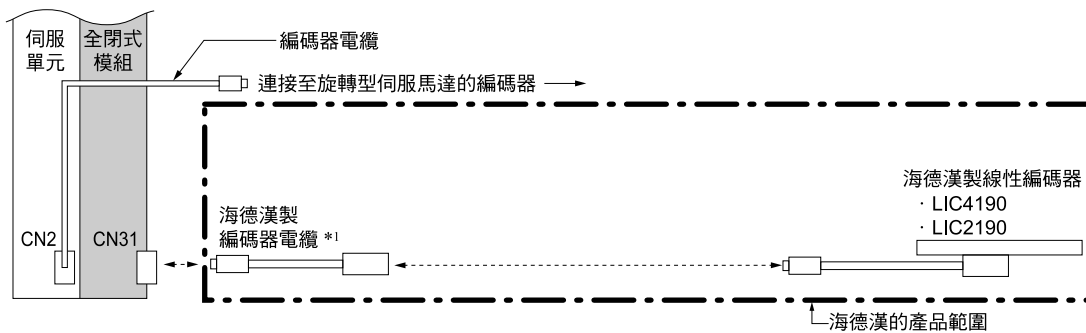 伺服
單元
全閉式
模組
編碼器電纜
連接至旋轉型伺服馬達的編碼器
海德漢製線性編碼器
· LIC4190
· LIC2190
海德漢製
編碼器電纜 *1
CN2
CN31
海德漢的產品範圍